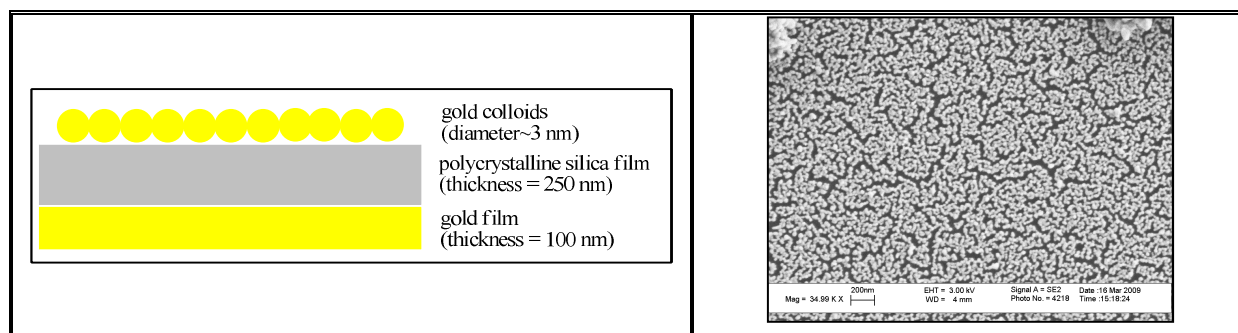 gold colloids
(diameter~3 nm)
polycrystalline silica film
(thickness = 250 nm)
gold film
(thickness = 100 nm)
200nm
Mag = 34.99 K X
EHT = 3.00 kV
WD = 4 mm
Signal A = SE2
Photo No. = 4218
Date :16 Mar 2009
Time :15:18:24